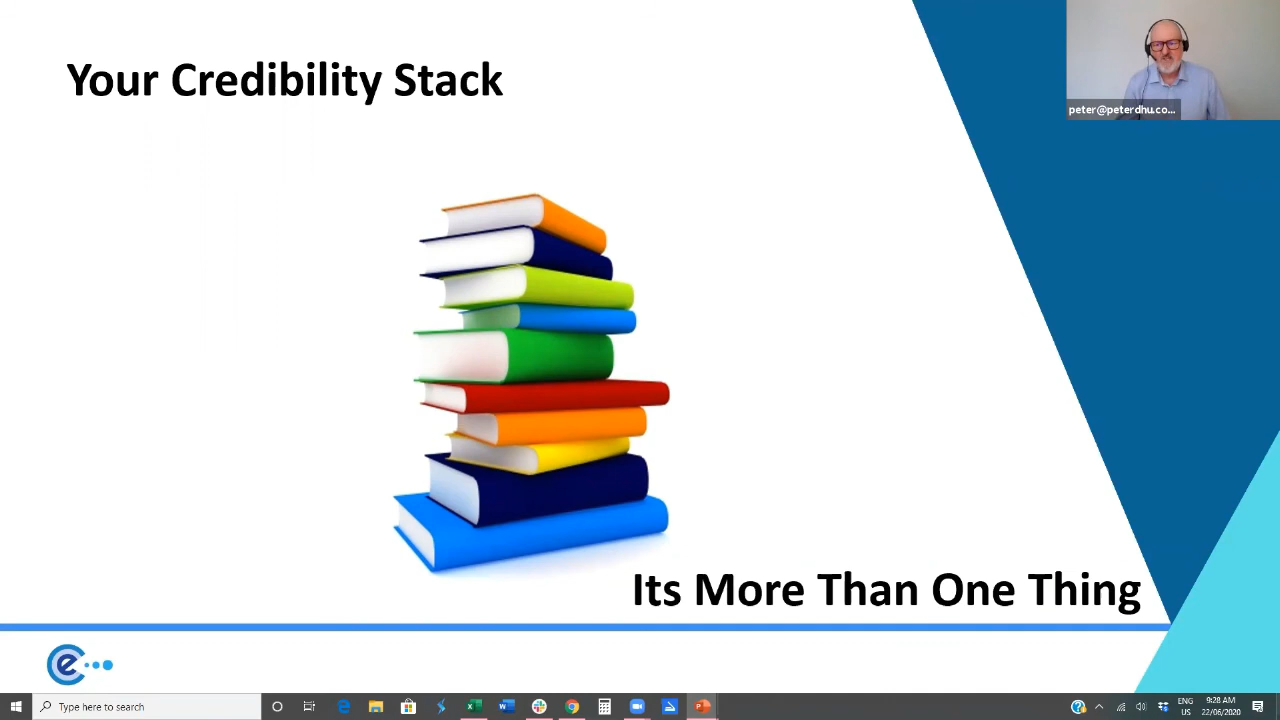 Your Credibility Stack
peter@peterdhu.co...
Its More Than One Thing
Type here to search
ENG
US
9:28 AM
22/06/2020